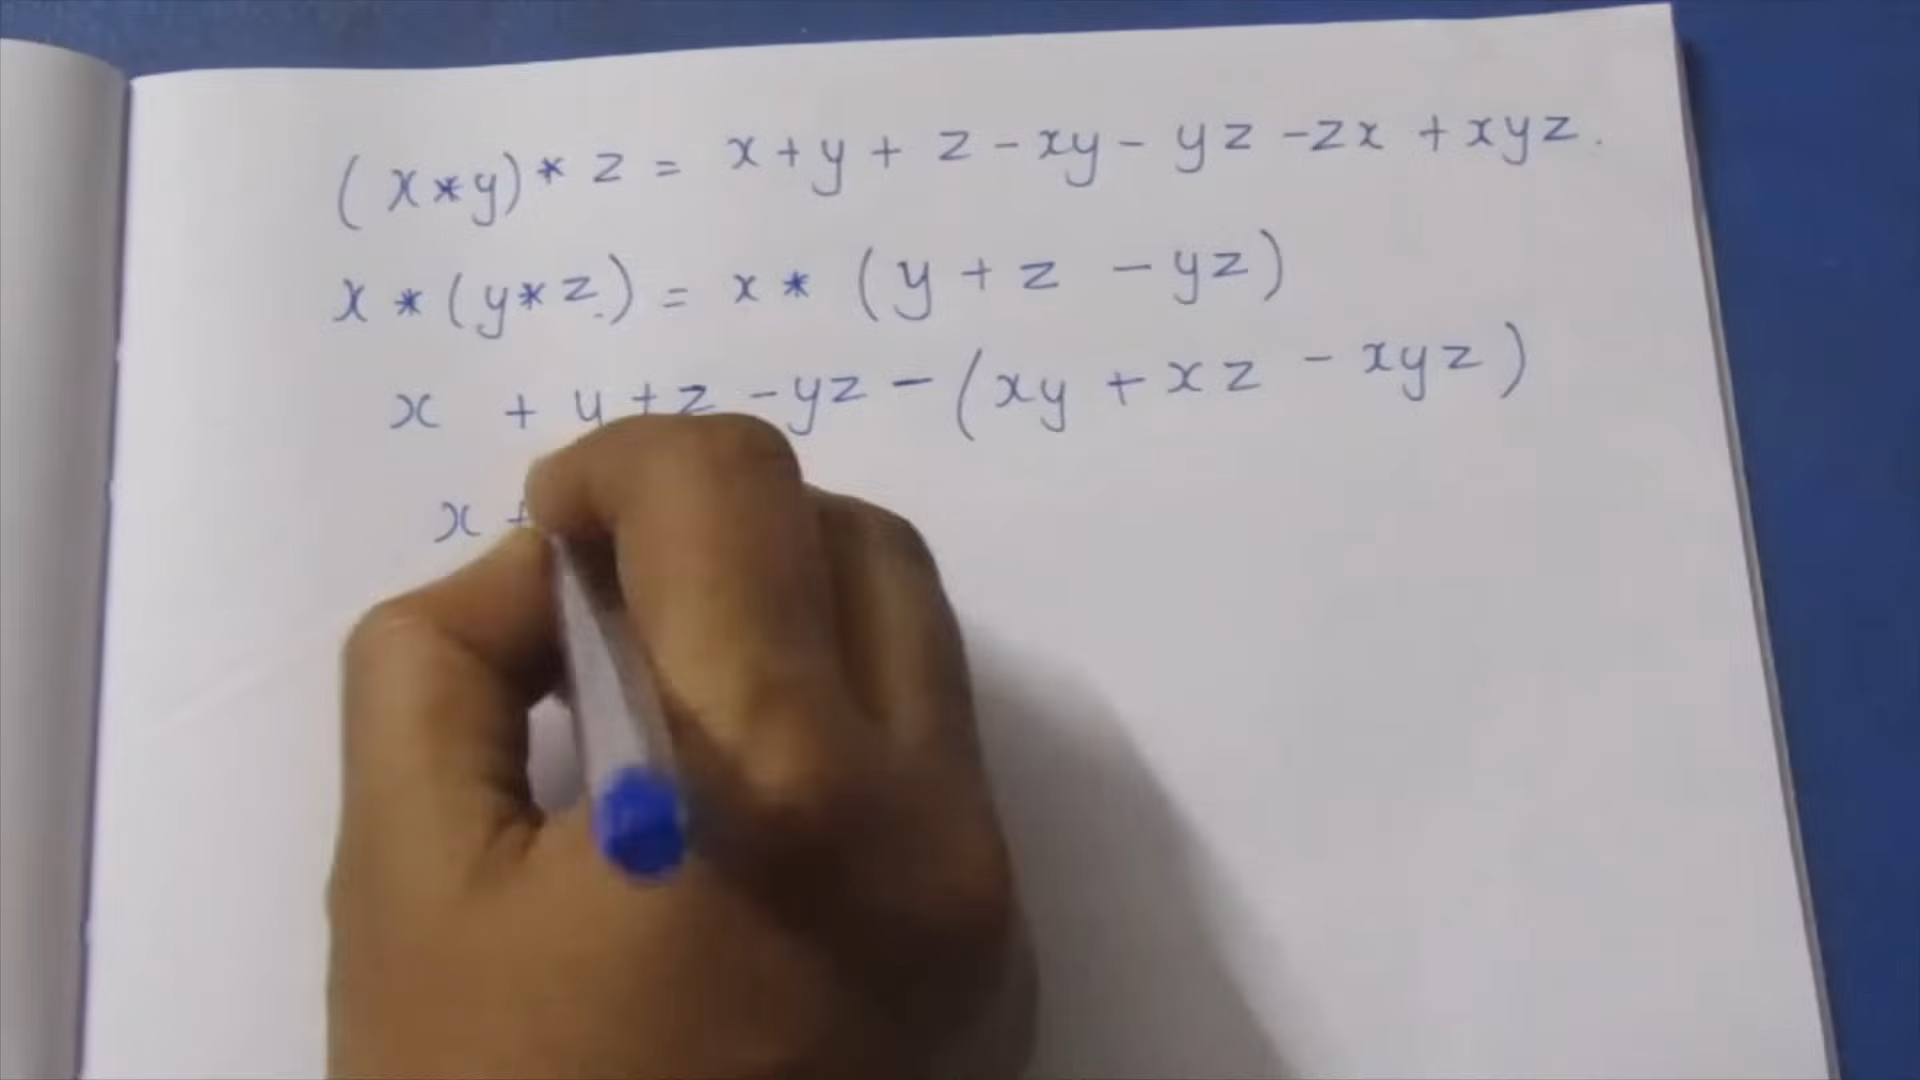 (x*y)*z = x+y+z-xy-yz-zx+xyz.
x*(y*z) = x*(y+z-yz)
x+y+z-yz-(xy+xz-xyz)
x+